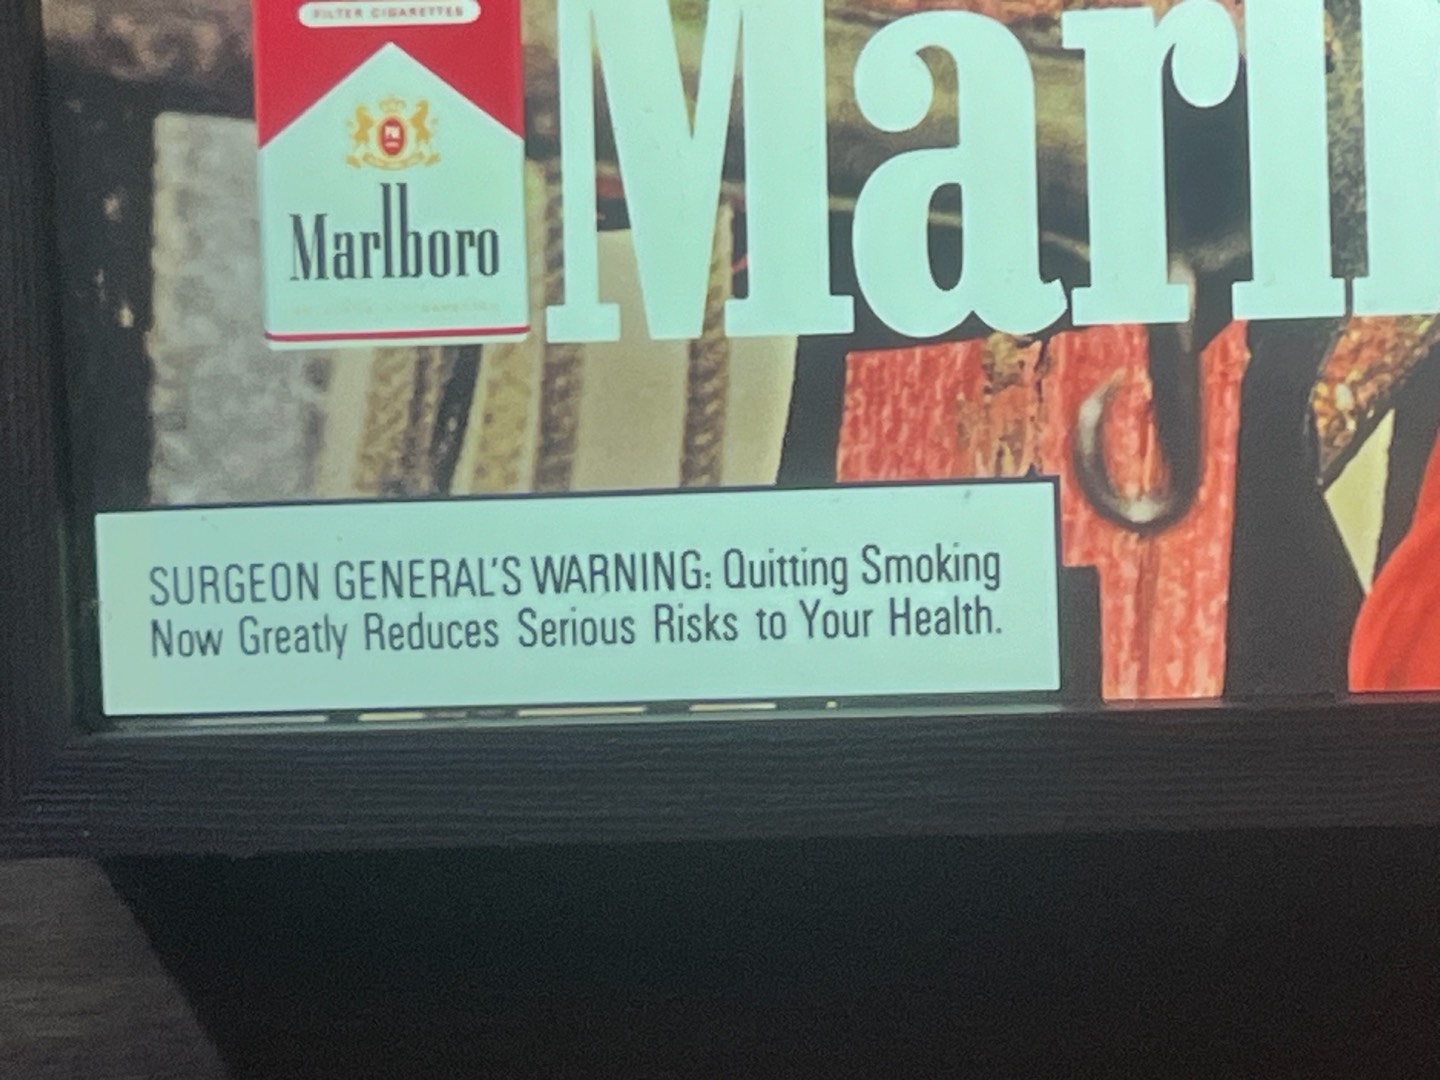 FILTER CIGARETTES
Marlboro
Marl
SURGEON GENERAL'S WARNING: Quitting Smoking
Now Greatly Reduces Serious Risks to Your Health.